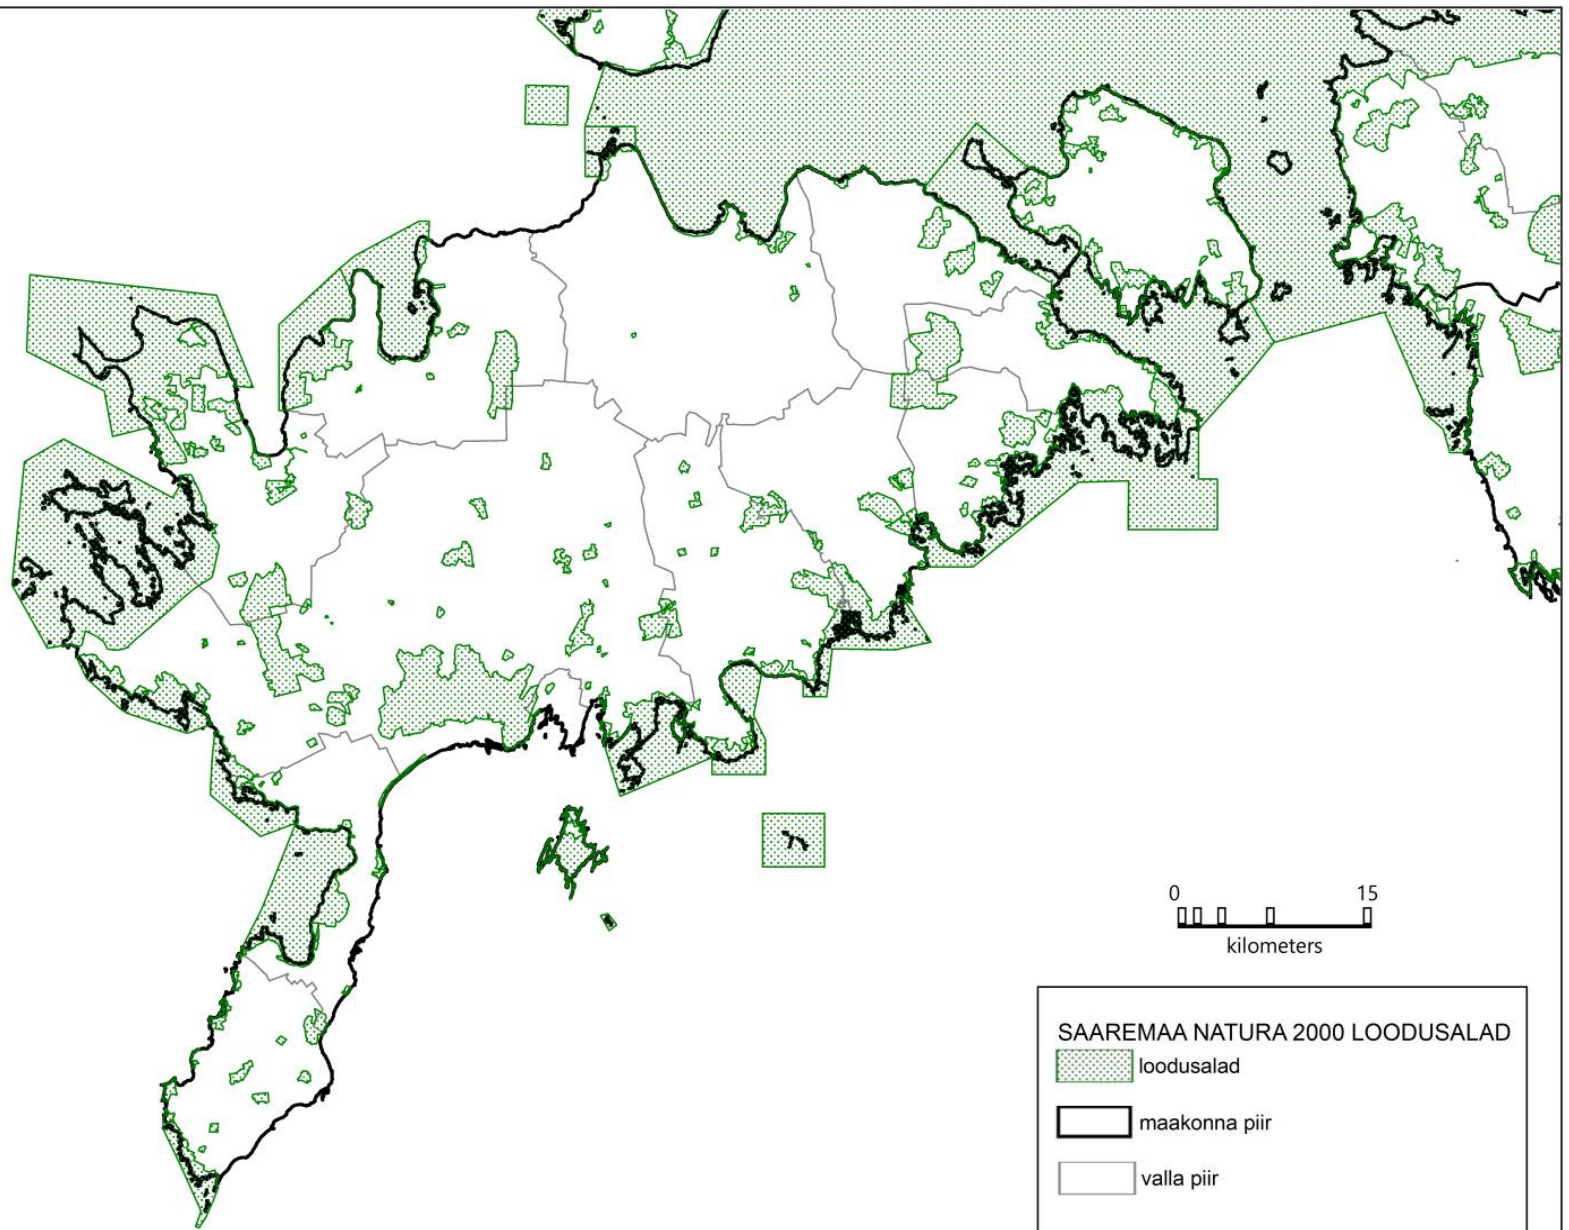 0 15
kilometers
SAAREMAA NATURA 2000 LOODUSALAD
loodusalad
maakonna piir
valla piir